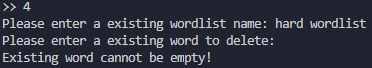 >> 4
Please enter a existing wordlist name: hard wordlist
Please enter a existing word to delete:
Existing word cannot be empty!